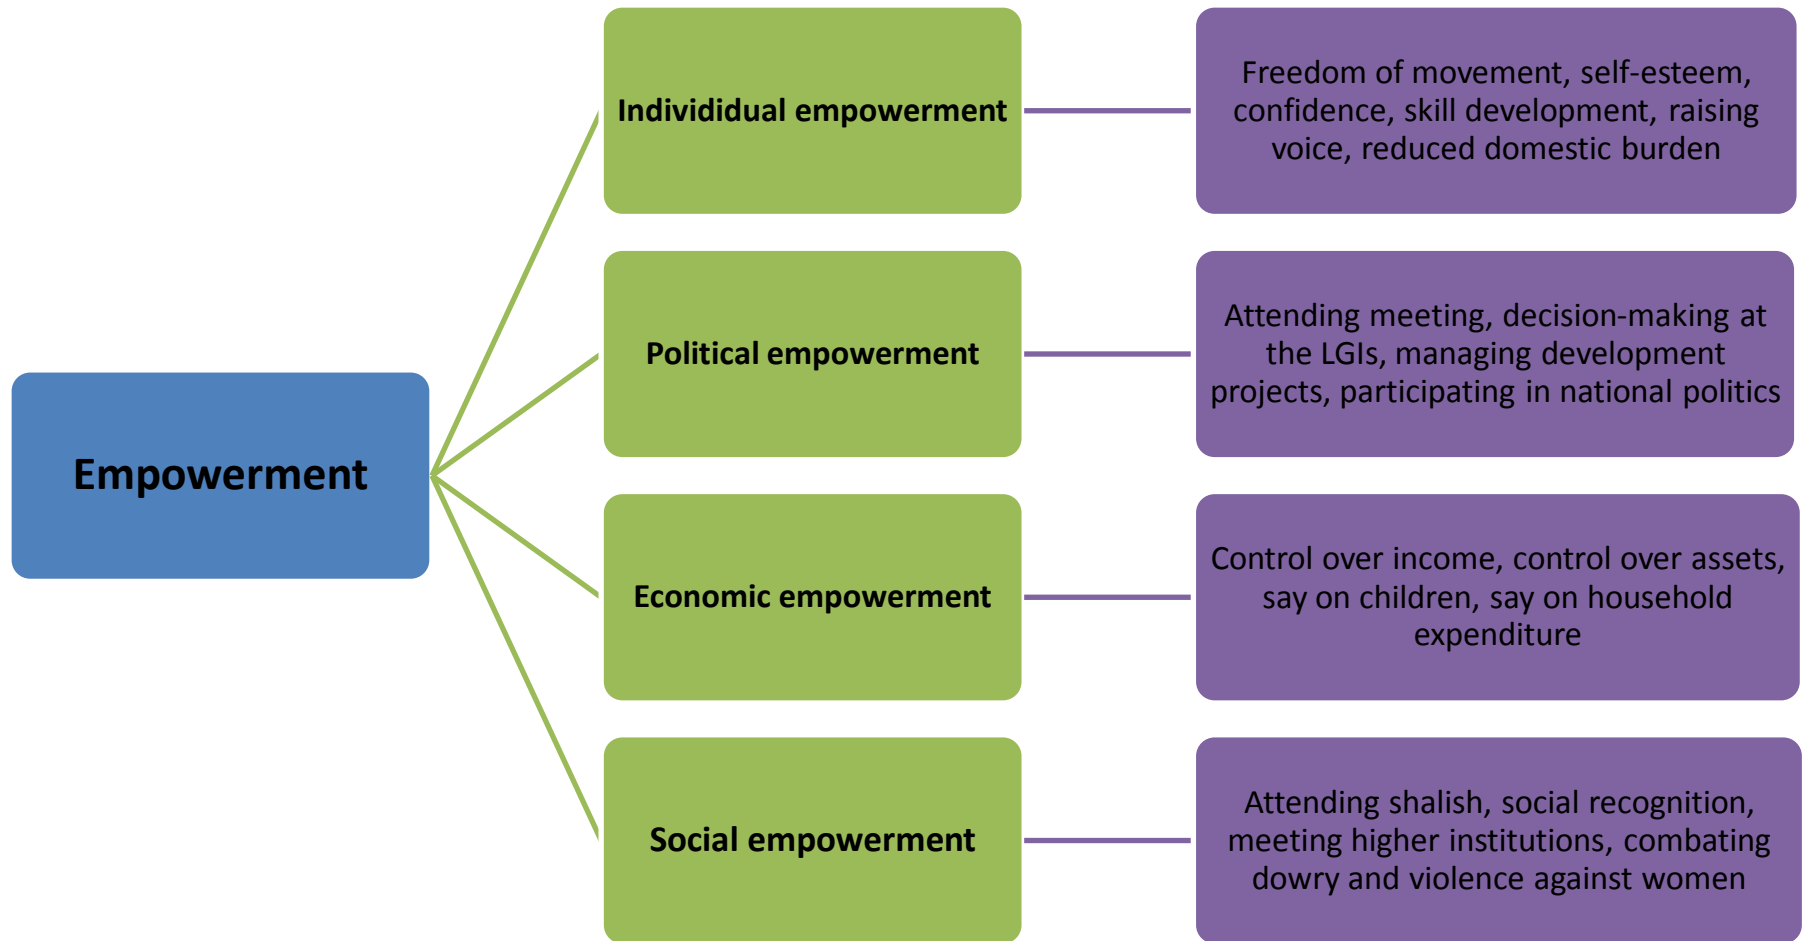 Empowerment
Individidual empowerment
Freedom of movement, self-esteem,
confidence, skill development, raising
voice, reduced domestic burden
Political empowerment
Attending meeting, decision-making at
the LGIs, managing development
projects, participating in national politics
Economic empowerment
Control over income, control over assets,
say on children, say on household
expenditure
Social empowerment
Attending shalish, social recognition,
meeting higher institutions, combating
dowry and violence against women